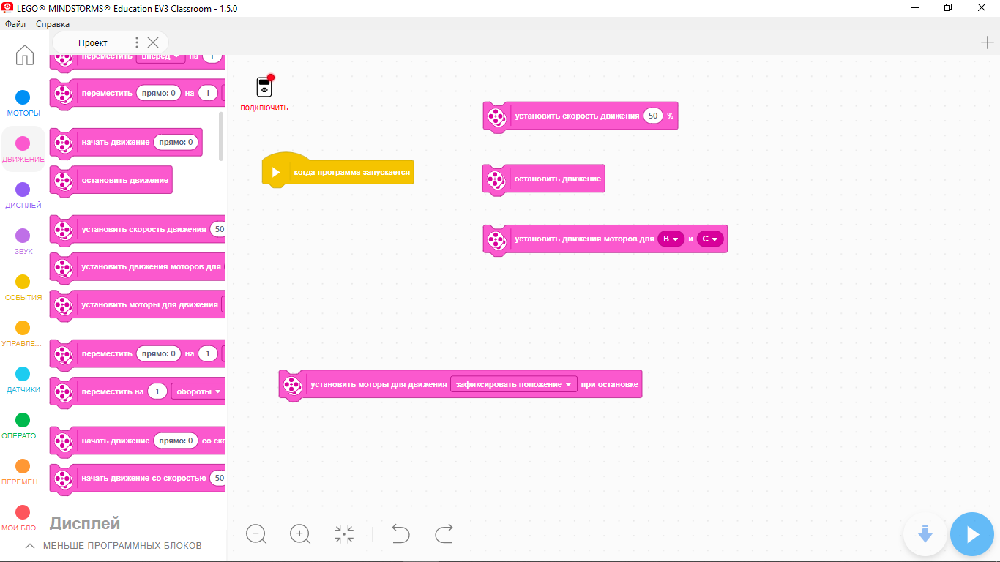 LEGO® MINDSTORMS® Education EV3 Classroom - 1.5.0
Файл Справка
Проект
переместить вперед на 1
переместить прямо: 0 на 1
начать движение прямо: 0
остановить движение
установить скорость движения 50
установить движения моторов для
установить моторы для движения
переместить прямо: 0 на 1
переместить на 1 обороты
начать движение прямо: 0 со ско
начать движение со скоростью 50
Дисплей
МОТОРЫ
ДВИЖЕНИЕ
ДИСПЛЕЙ
ЗВУК
СОБЫТИЯ
УПРАВЛЕ...
ДАТЧИКИ
ОПЕРАТО...
ПЕРЕМЕН...
МОИ БЛО
МЕНЬШЕ ПРОГРАММНЫХ БЛОКОВ
подключить
когда программа запускается
установить скорость движения 50 %
остановить движение
установить движения моторов для B и C
установить моторы для движения зафиксировать положение при остановке